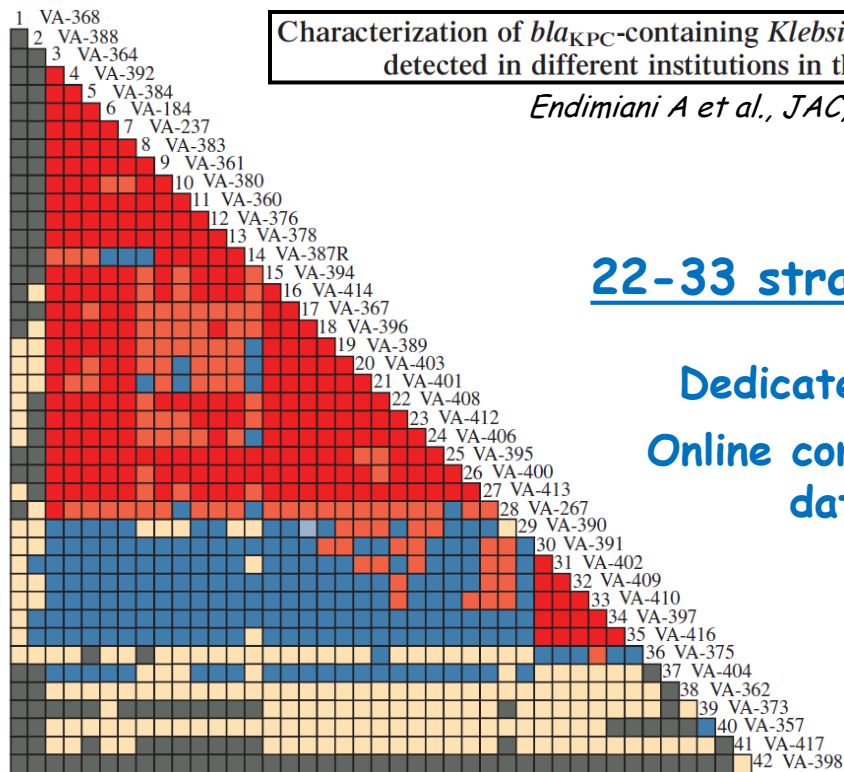 1 VA-368
2 VA-388
3 VA-364
4 VA-392
5 VA-384
6 VA-184
7 VA-237
8 VA-383
9 VA-361
10 VA-380
11 VA-360
12 VA-376
13 VA-378
14 VA-387R
15 VA-394
16 VA-414
17 VA-367
18 VA-396
19 VA-389
20 VA-403
21 VA-401
22 VA-408
23 VA-412
24 VA-406
25 VA-395
26 VA-400
27 VA-413
28 VA-267
29 VA-390
30 VA-391
31 VA-402
32 VA-409
33 VA-410
34 VA-397
35 VA-416
36 VA-375
37 VA-404
38 VA-362
39 VA-373
40 VA-357
41 VA-417
42 VA-398
Characterization of blaKPC-containing Klebsi
detected in different institutions in th
Endimiani A et al., JAC,
22-33 stra
Dedicate
Online cor
dat